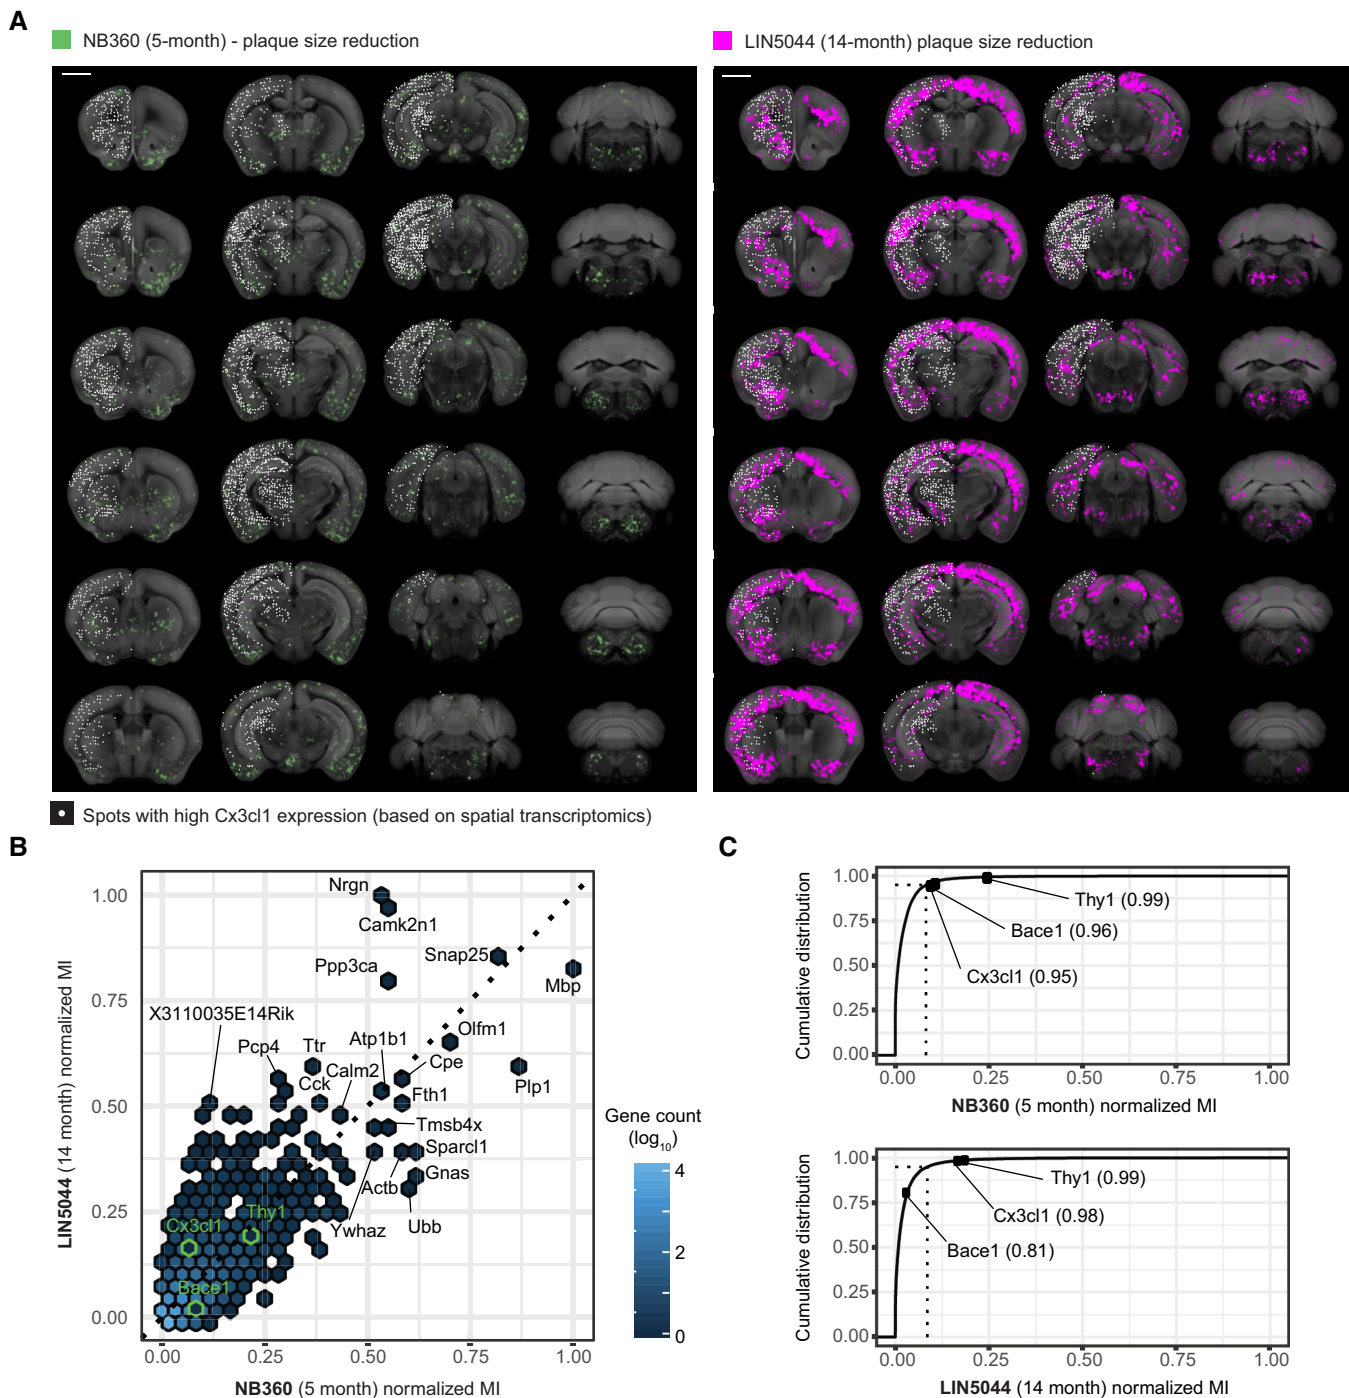 A
NB360 (5-month) - plaque size reduction
LIN5044 (14-month) plaque size reduction
Spots with high Cx3cl1 expression (based on spatial transcriptomics)
B
LIN5044 (14 month) normalized MI
1.00
0.75
0.50
0.25
0.00
Nrgn
Camk2n1
Snap25
Ppp3ca
Mbp
X3110035E14Rik
Olfm1
Pcp4
Ttr
Atp1b1
Cpe
Calm2
Cck
Fth1
Plp1
Tmsb4x
Sparcl1
Gnas
Actb
Ywhaz
Ubb
Cx3cl1
Thy1
Bace1
0.00 0.25 0.50 0.75 1.00
NB360 (5 month) normalized MI
Gene count
(log10)
4
2
0
C
Cumulative distribution
1.00
0.75
0.50
0.25
0.00
Thy1 (0.99)
Bace1 (0.96)
Cx3cl1 (0.95)
0.00 0.25 0.50 0.75 1.00
NB360 (5 month) normalized MI
Cumulative distribution
1.00
0.75
0.50
0.25
0.00
Thy1 (0.99)
Cx3cl1 (0.98)
Bace1 (0.81)
0.00 0.25 0.50 0.75 1.00
LIN5044 (14 month) normalized MI